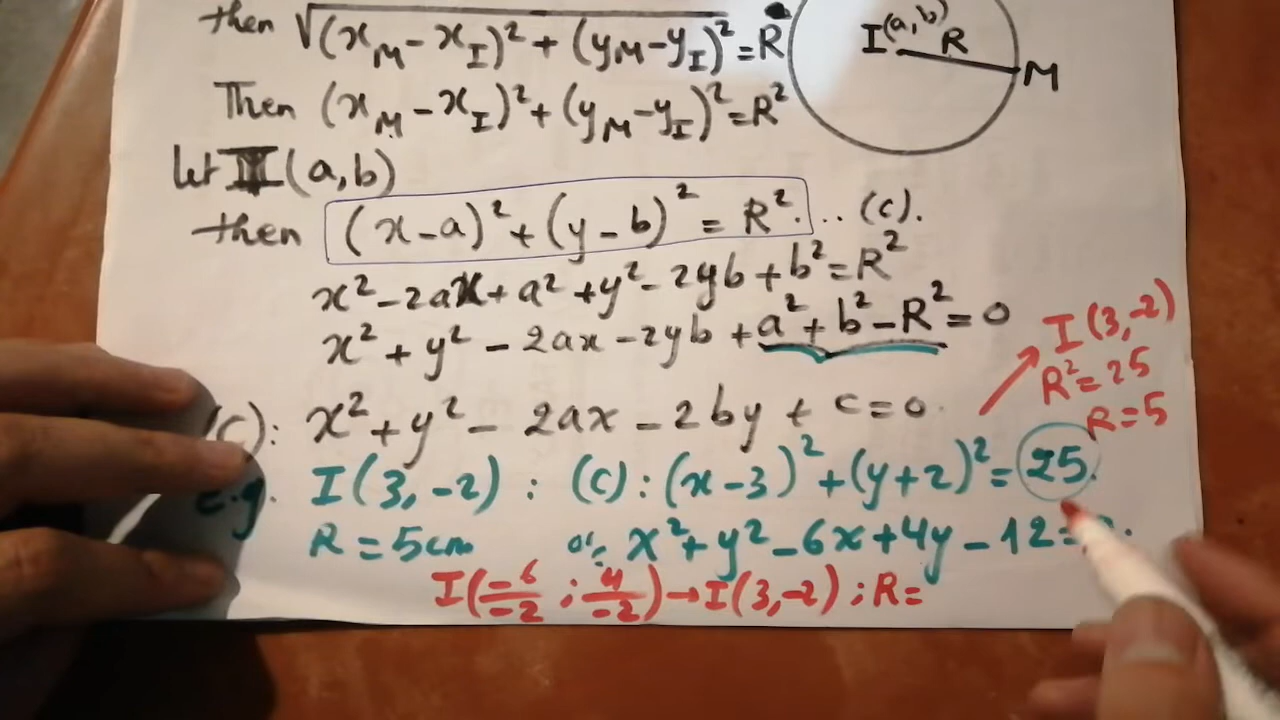 then √(x_M - x_I)² + (y_M - y_I)² = R
Then (x_M - x_I)² + (y_M - y_I)² = R²
I(a,b) R
M
let I(a,b)
then (x-a)² + (y-b)² = R² ... (c).
x² - 2ax + a² + y² - 2yb + b² = R²
x² + y² - 2ax - 2yb + a² + b² - R² = 0
I(3,-2)
R² = 25
R = 5
(C): x² + y² - 2ax - 2by + c = 0
e.g. I(3,-2) : (c): (x-3)² + (y+2)² = 25.
R = 5cm or: x² + y² - 6x + 4y - 12 =
I(-6/-2 ; 4/-2) → I(3,-2) ; R =